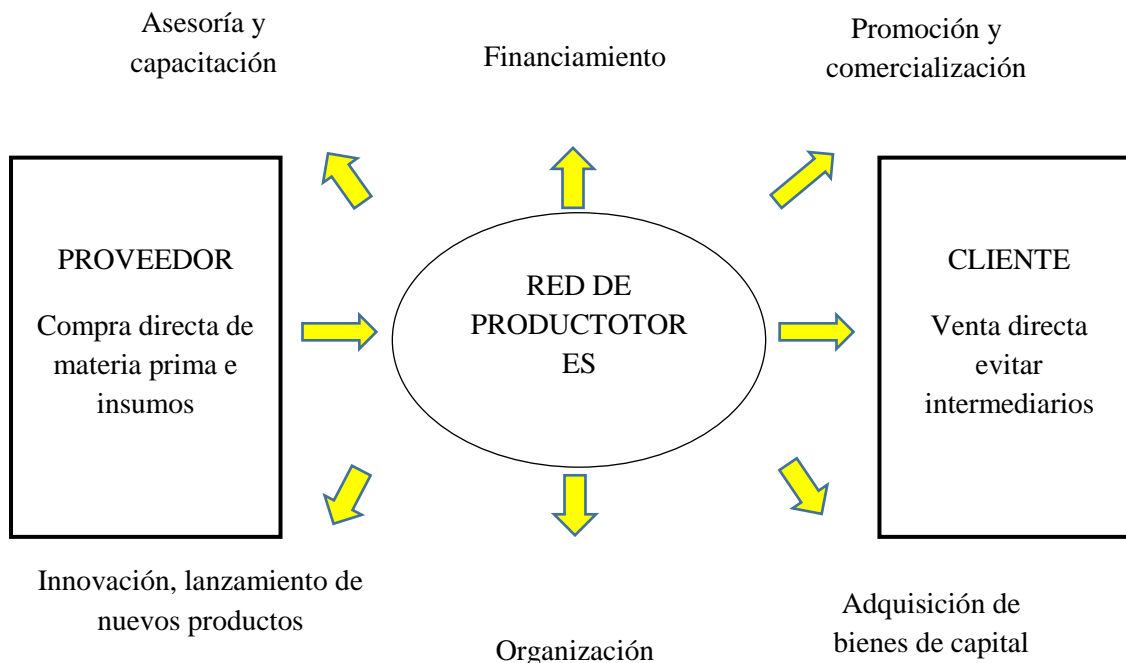 Asesoría y
capacitación
Financiamiento
Promoción y
comercialización
PROVEEDOR
Compra directa de
materia prima e
insumos
RED DE
PRODUCTOTOR
ES
CLIENTE
Venta directa
evitar
intermediarios
Innovación, lanzamiento de
nuevos productos
Organización
Adquisición de
bienes de capital